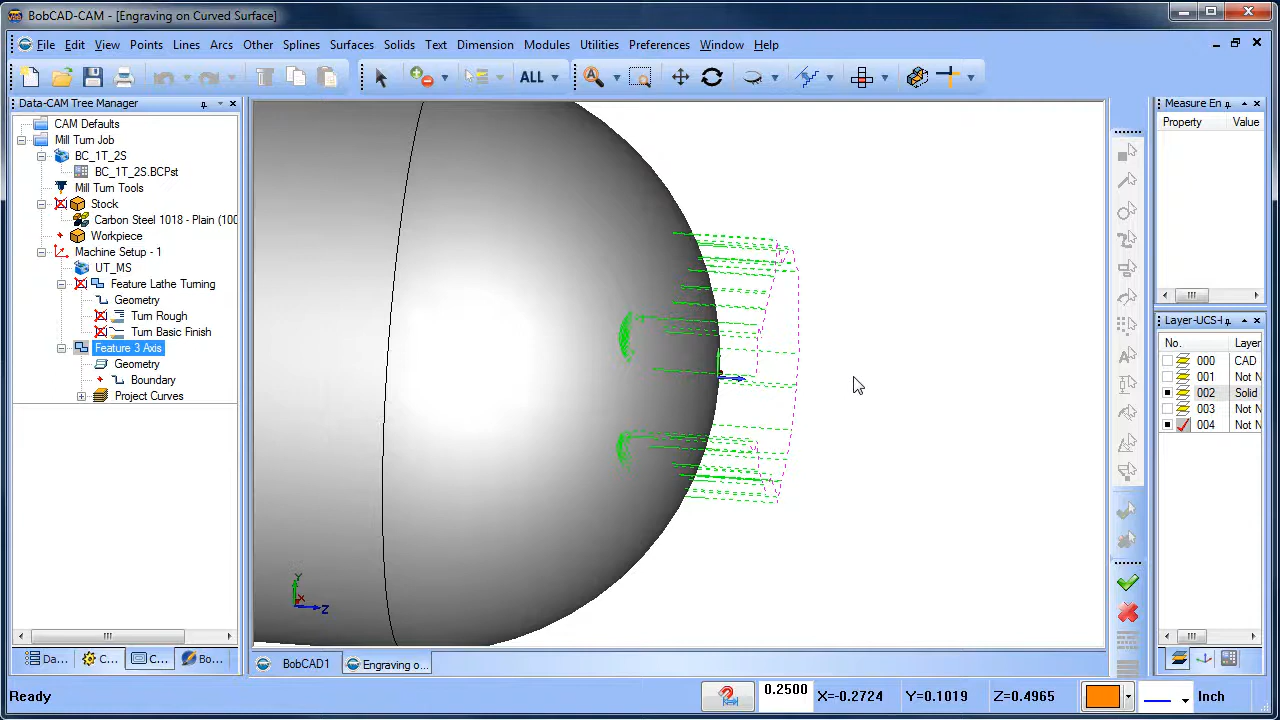 BobCAD-CAM - [Engraving on Curved Surface]
File Edit View Points Lines Arcs Other Splines Surfaces Solids Text Dimension Modules Utilities Preferences Window Help
ALL
Data-CAM Tree Manager
CAM Defaults
Mill Turn Job
BC_1T_2S
BC_1T_2S.BCPst
Mill Turn Tools
Stock
Carbon Steel 1018 - Plain (100
Workpiece
Machine Setup - 1
UT_MS
Feature Lathe Turning
Geometry
Turn Rough
Turn Basic Finish
Feature 3 Axis
Geometry
Boundary
Project Curves
Da... C... C... Bo...
Y
X
Z
BobCAD1 Engraving o...
Measure En
Property Value
Layer-UCS-I
No. Layer
000 CAD
001 Not N
002 Solid
003 Not N
004 Not N
Ready 0.2500 X=-0.2724 Y=0.1019 Z=0.4965 Inch